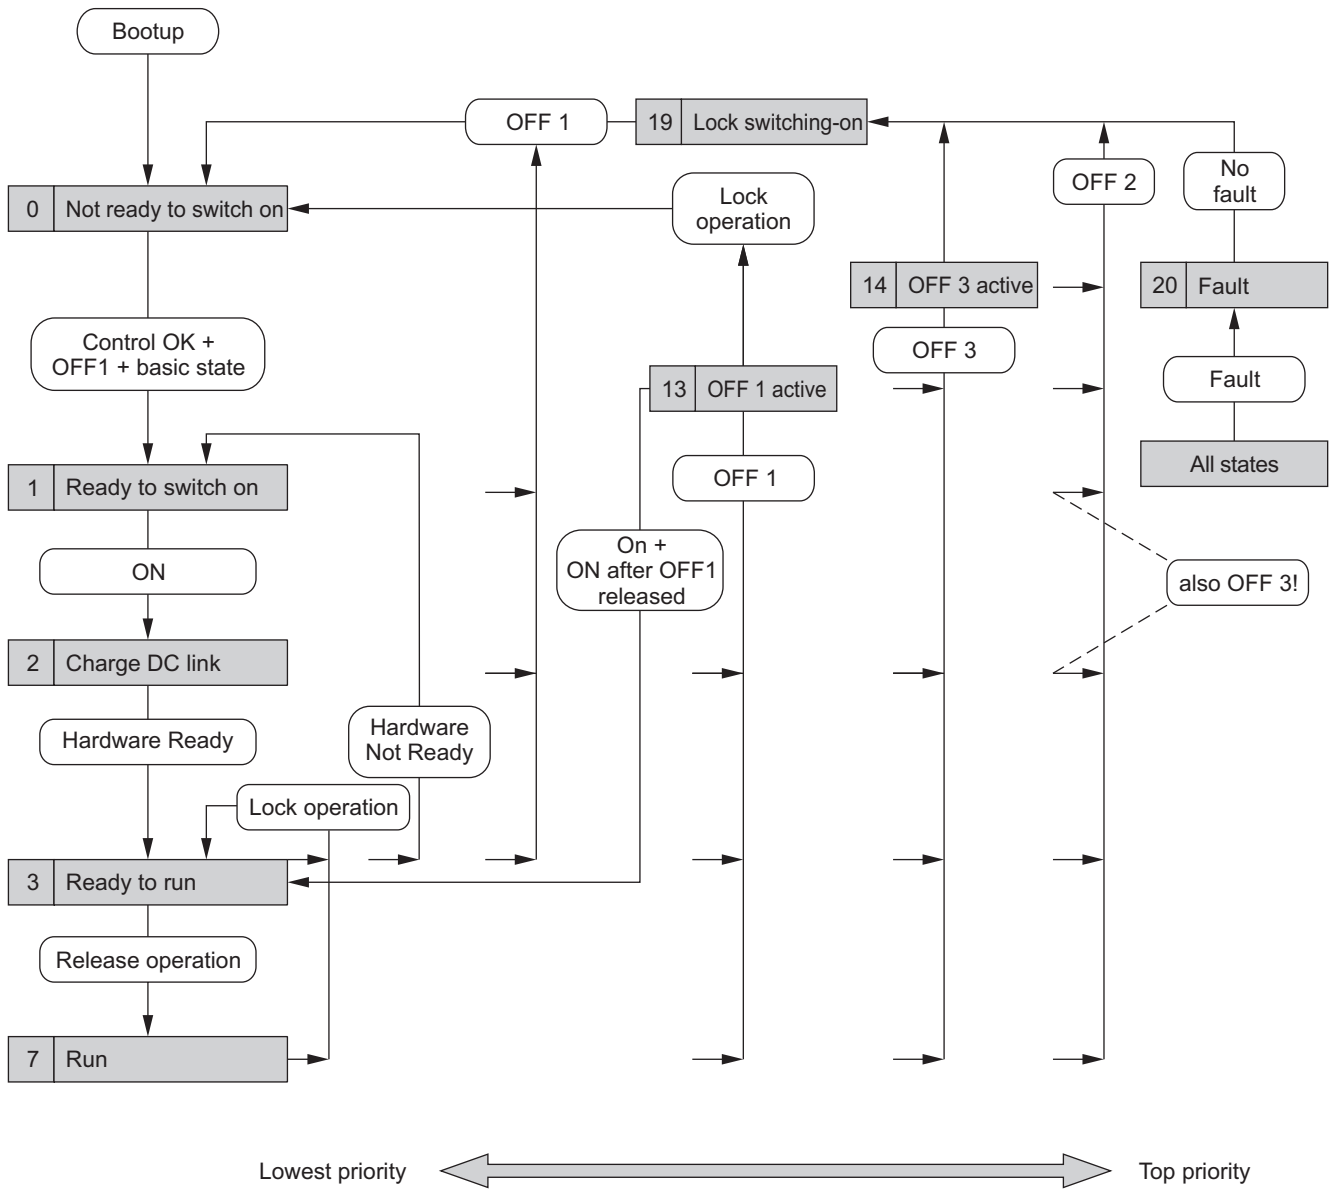 Bootup
OFF 1
19 Lock switching-on
OFF 2
No
fault
0 Not ready to switch on
Lock
operation
14 OFF 3 active
20 Fault
Control OK +
OFF1 + basic state
OFF 3
13 OFF 1 active
Fault
All states
1 Ready to switch on
OFF 1
ON
On +
ON after OFF1
released
also OFF 3!
2 Charge DC link
Hardware Ready
Hardware
Not Ready
Lock operation
3 Ready to run
Release operation
7 Run
Lowest priority
Top priority